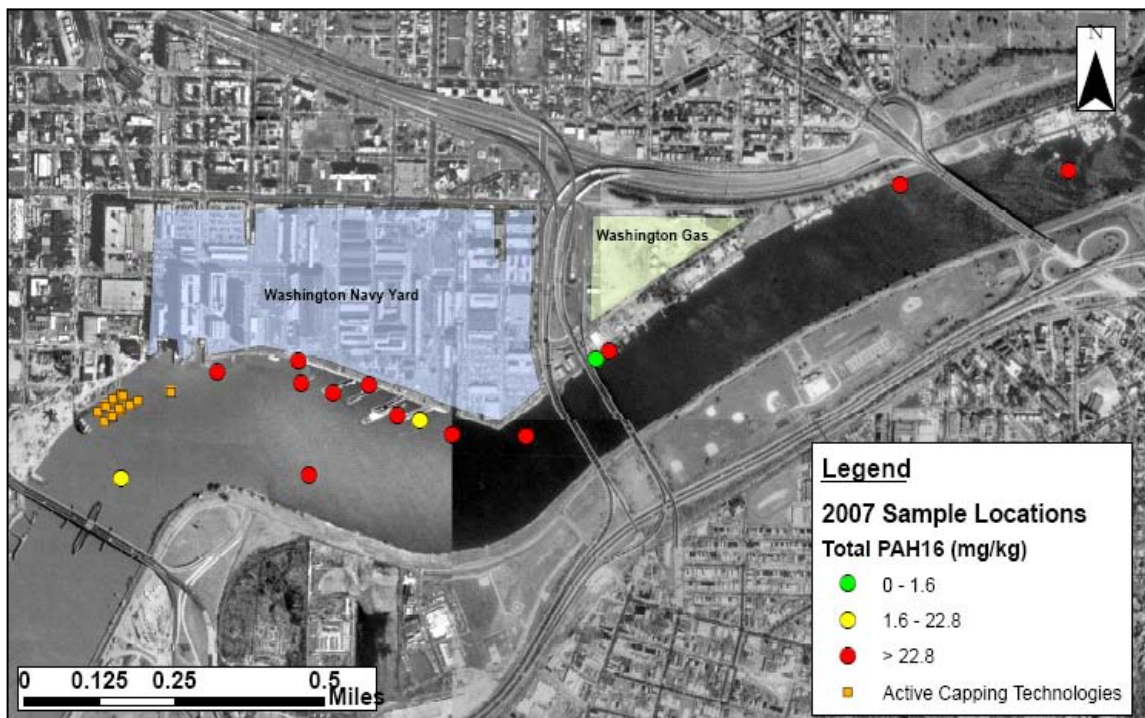 N
Washington Gas
Washington Navy Yard
Legend
2007 Sample Locations
Total PAH16 (mg/kg)
0 - 1.6
1.6 - 22.8
> 22.8
Active Capping Technologies
0 0.125 0.25 0.5
Miles